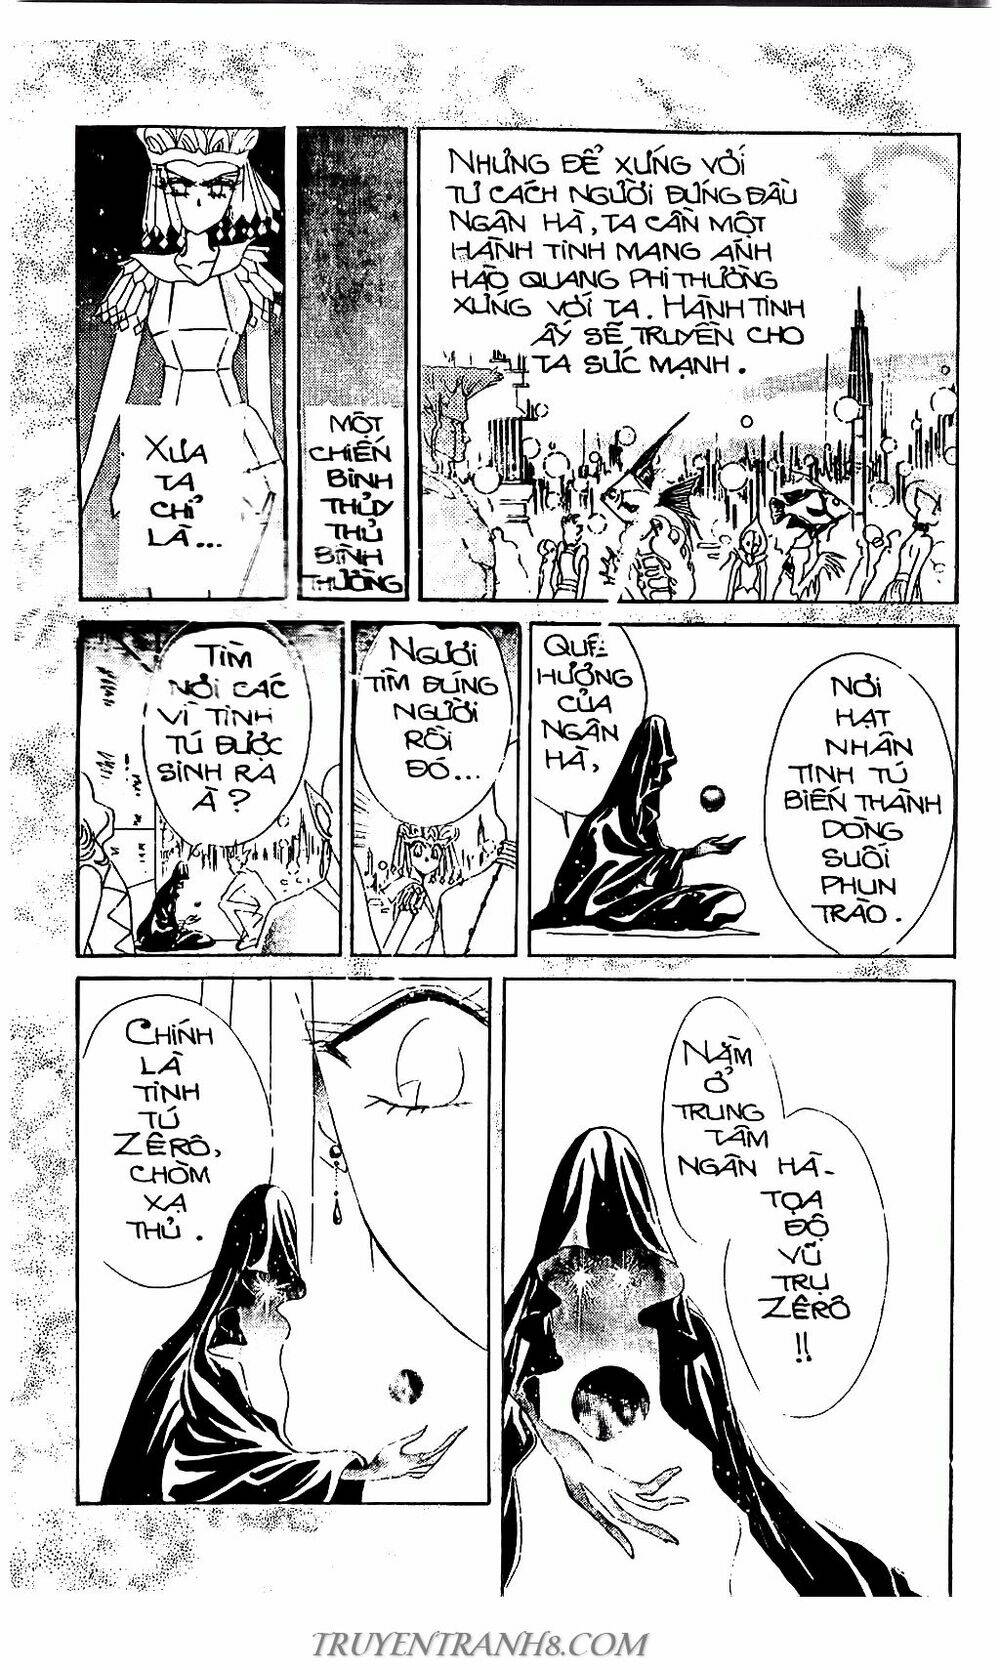 XƯA
TA
CHỈ
LÀ...
MỘT
CHIẾN
BINH
THỦY
THỦ
BÌNH
THƯỜNG
NHƯNG ĐỂ XỨNG VỚI
TƯ CÁCH NGƯỜI ĐỨNG ĐẦU
NGÂN HÀ, TA CẦN MỘT
HÀNH TINH MANG ÁNH
HÀO QUANG PHI THƯỜNG
XỨNG VỚI TA. HÀNH TINH
ẤY SẼ TRUYỀN CHO
TA SỨC MẠNH.
TÌM
NƠI CÁC
VÌ TINH
TÚ ĐƯỢC
SINH RA
À?
NGƯƠI
TÌM ĐÚNG
NGƯỜI
RỒI
ĐÓ...
QUÊ
HƯƠNG
CỦA
NGÂN
HÀ,
NƠI
HẠT
NHÂN
TINH TÚ
BIẾN THÀNH
DÒNG
SUỐI
PHUN
TRÀO.
CHÍNH
LÀ
TINH
TÚ
ZÊRÔ,
CHÒM
XẠ
THỦ.
NẰM
Ở
TRUNG
TÂM
NGÂN HÀ-
TỌA
ĐỘ
VŨ
TRỤ
ZÊRÔ
!!
TRUYENTRANH8.COM